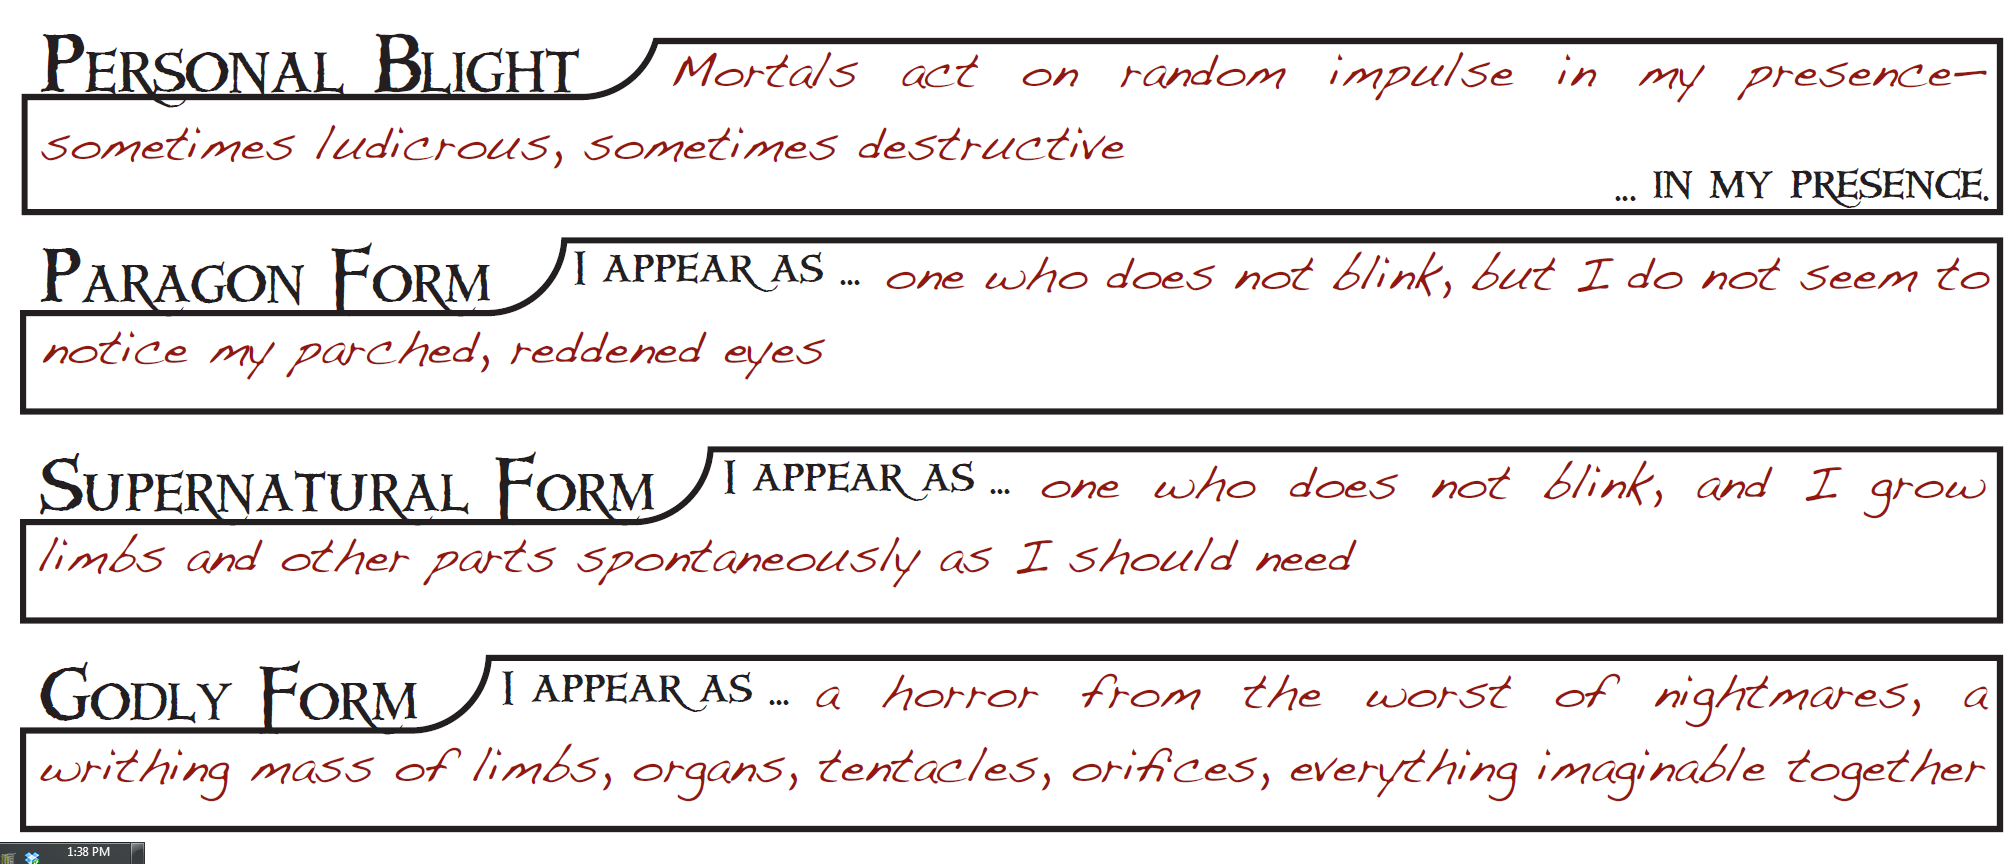 Personal Blight Mortals act on random impulse in my presence—
sometimes ludicrous, sometimes destructive
... in my presence.
Paragon Form I appear as ... one who does not blink, but I do not seem to
notice my parched, reddened eyes
Supernatural Form I appear as ... one who does not blink, and I grow
limbs and other parts spontaneously as I should need
Godly Form I appear as ... a horror from the worst of nightmares, a
writhing mass of limbs, organs, tentacles, orifices, everything imaginable together
1:38 PM